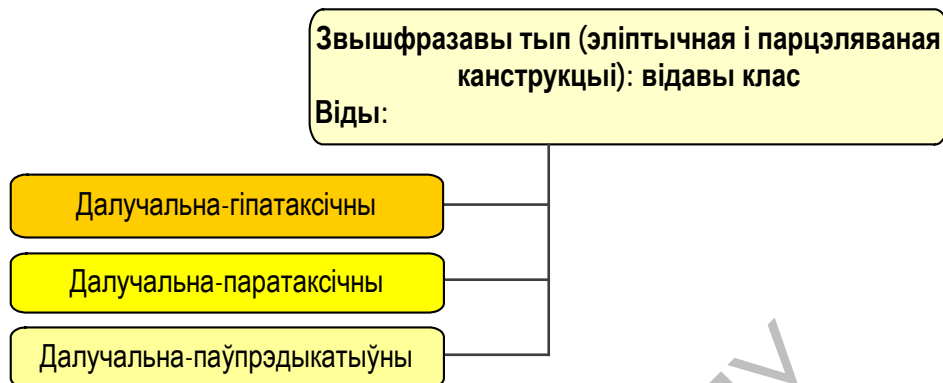 Звышфразавы тып (эліптычная і парцэляваная
канструкцыі): відавы клас
Віды:
Далучальна-гіпатаксічны
Далучальна-паратаксічны
Далучальна-паўпрэдыкатыўны